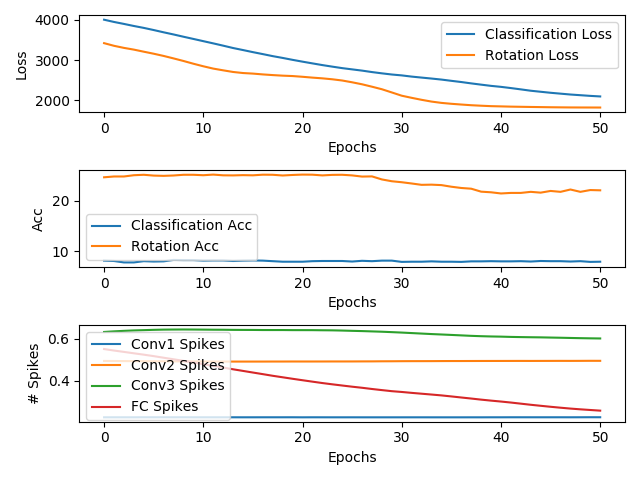 4000
3000
2000
Loss
Classification Loss
Rotation Loss
0 10 20 30 40 50
Epochs
20
10
Acc
Classification Acc
Rotation Acc
0 10 20 30 40 50
Epochs
0.6
0.4
# Spikes
Conv1 Spikes
Conv2 Spikes
Conv3 Spikes
FC Spikes
0 10 20 30 40 50
Epochs